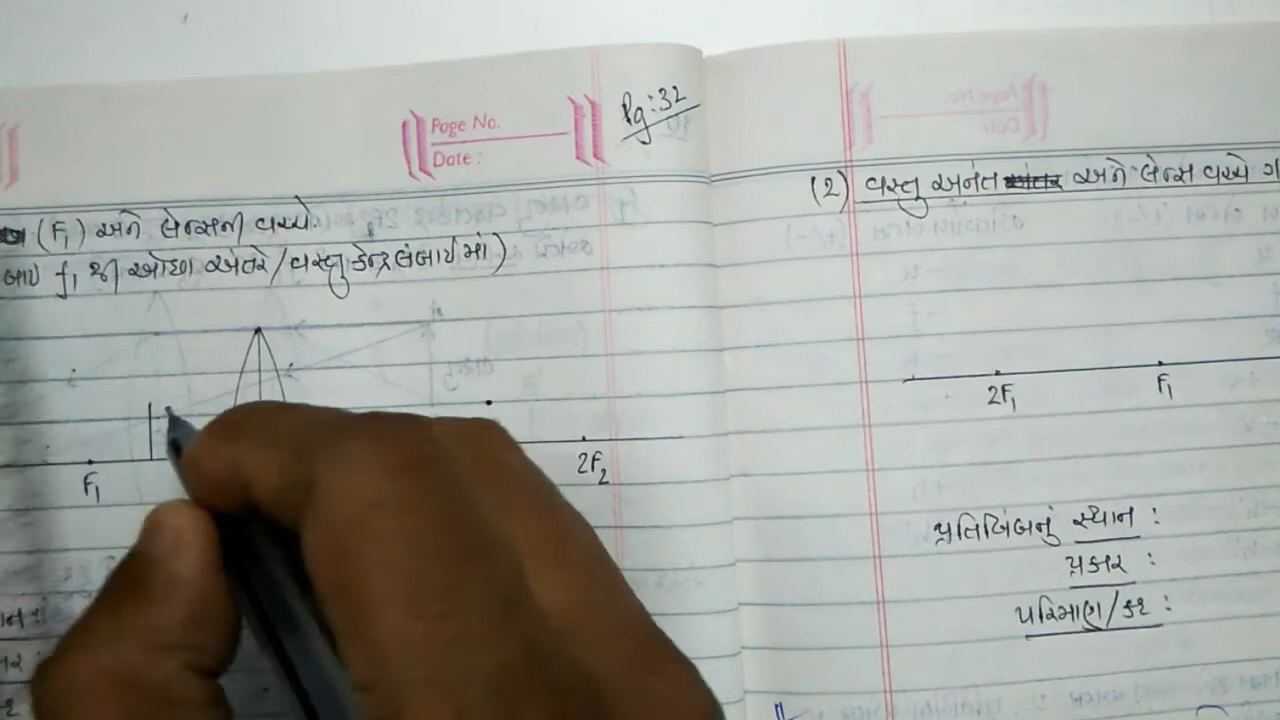 Page No.
Date :
Pg:32
(F₁) અને લેન્સની વચ્ચે.
f₁ થી ઓછા અંતરે/વસ્તુ કેન્દ્રલંબાઈમાં)
F₁
2F₂
(2) વસ્તુ અનંત અને લેન્સ વચ્ચે
2F₁ F₁
પ્રતિબિંબનું સ્થાન :
પ્રકાર :
પરિમાણ/કદ :